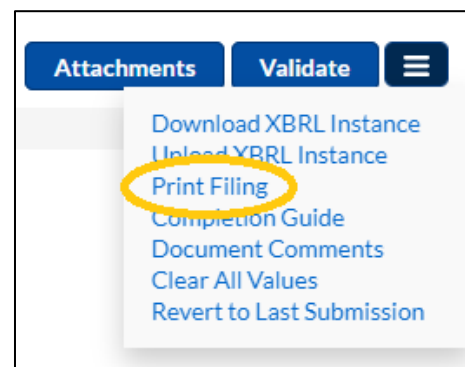 Attachments Validate
Download XBRL Instance
Upload XBRL Instance
Print Filing
Completion Guide
Document Comments
Clear All Values
Revert to Last Submission